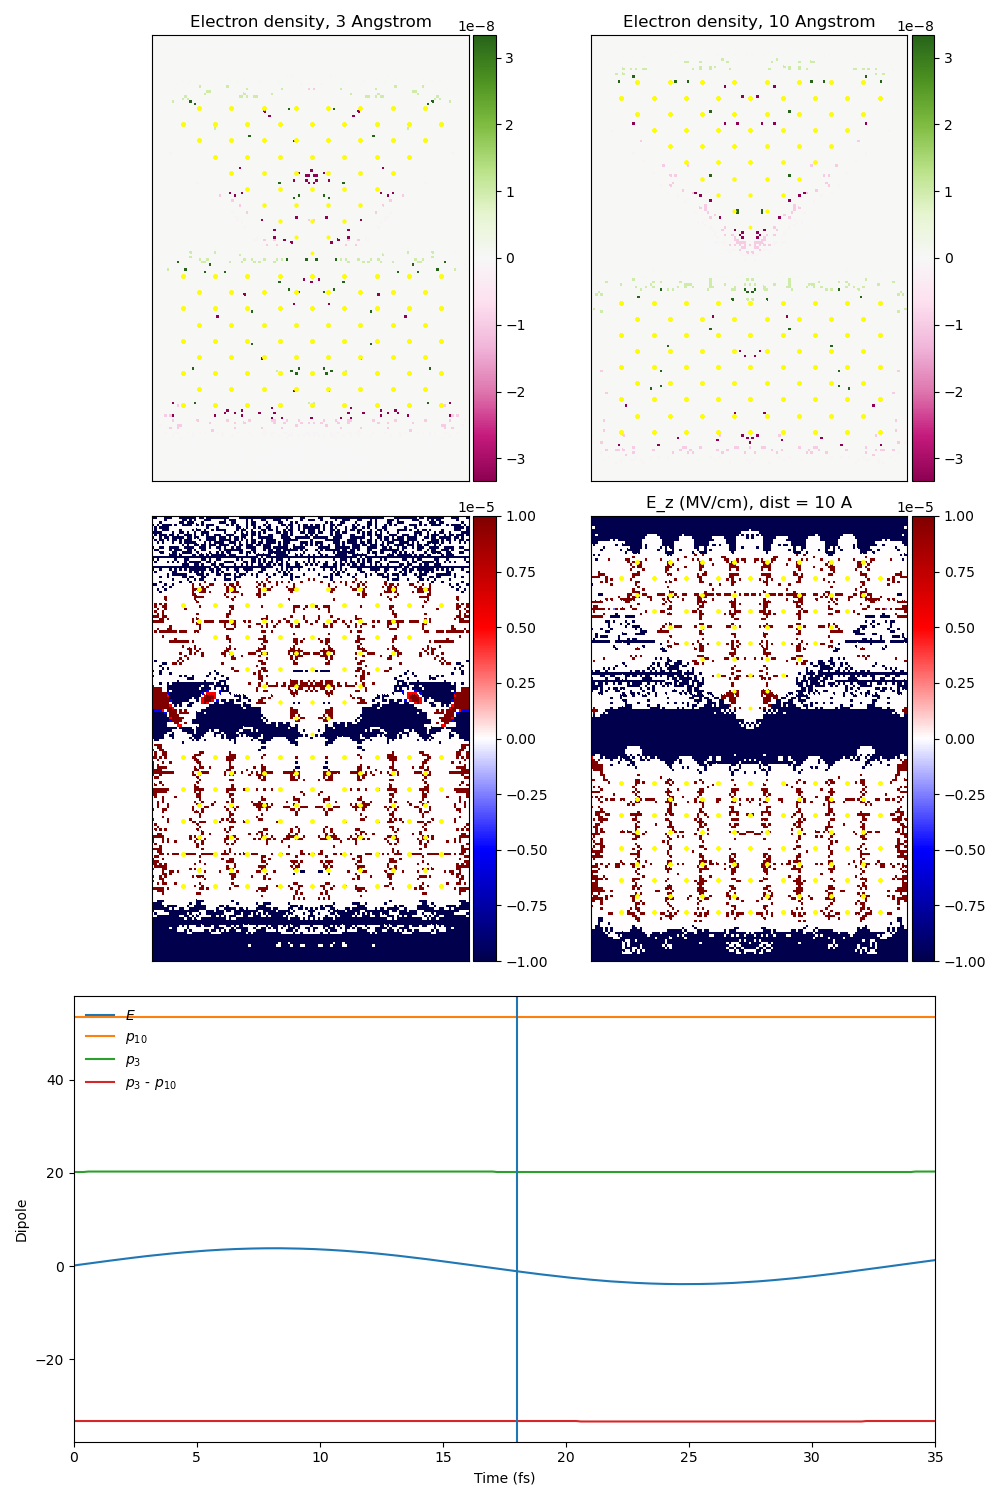 Electron density, 3 Angstrom
1e−8
3
2
1
0
−1
−2
−3
Electron density, 10 Angstrom
1e−8
3
2
1
0
−1
−2
−3
1e−5
1.00
0.75
0.50
0.25
0.00
−0.25
−0.50
−0.75
−1.00
E_z (MV/cm), dist = 10 A
1e−5
1.00
0.75
0.50
0.25
0.00
−0.25
−0.50
−0.75
−1.00
E
p10
p3
p3 - p10
Dipole
40
20
0
−20
0 5 10 15 20 25 30 35
Time (fs)